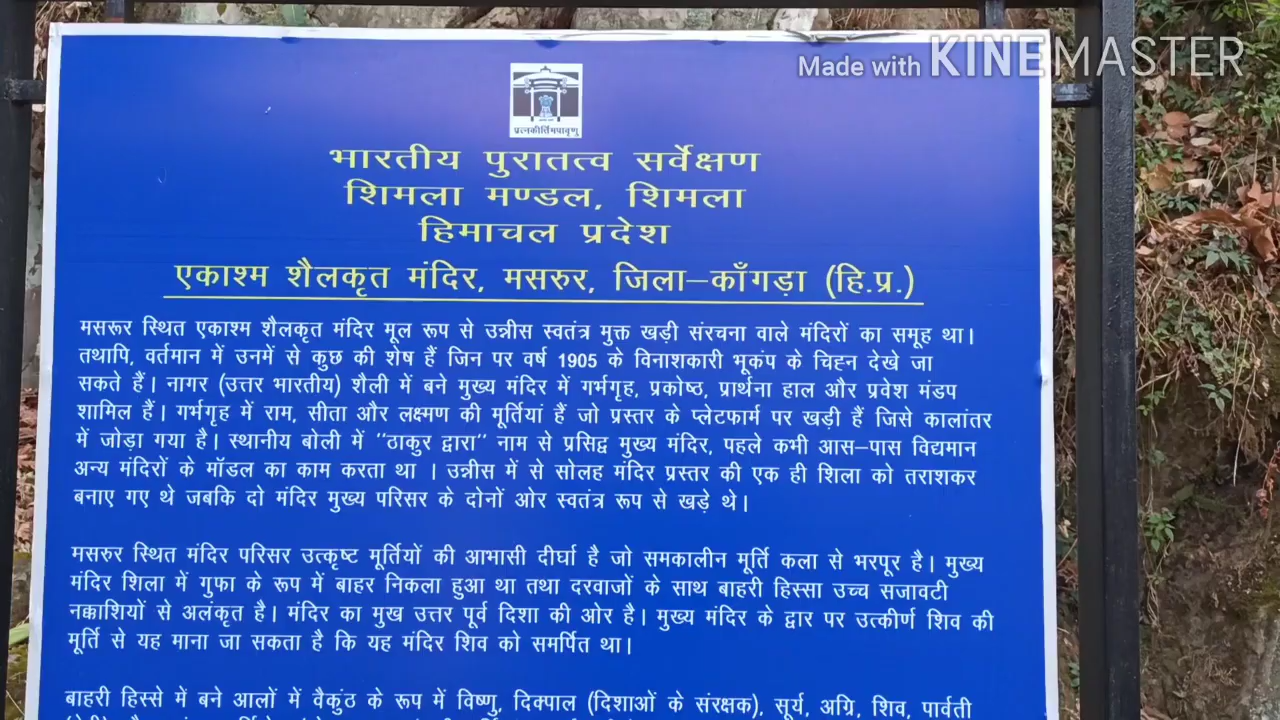 Made with KINEMASTER
प्रत्नकीर्तिमपावृणु
भारतीय पुरातत्व सर्वेक्षण
शिमला मण्डल, शिमला
हिमाचल प्रदेश
एकाश्म शैलकृत मंदिर, मसरुर, जिला–काँगड़ा (हि.प्र.)
मसरूर स्थित एकाश्म शैलकृत मंदिर मूल रूप से उन्नीस स्वतंत्र मुक्त खड़ी संरचना वाले मंदिरों का समूह था।
तथापि, वर्तमान में उनमें से कुछ की शेष हैं जिन पर वर्ष 1905 के विनाशकारी भूकंप के चिह्न देखे जा
सकते हैं। नागर (उत्तर भारतीय) शैली में बने मुख्य मंदिर में गर्भगृह, प्रकोष्ठ, प्रार्थना हाल और प्रवेश मंडप
शामिल हैं। गर्भगृह में राम, सीता और लक्ष्मण की मूर्तियां हैं जो प्रस्तर के प्लेटफार्म पर खड़ी हैं जिसे कालांतर
में जोड़ा गया है। स्थानीय बोली में "ठाकुर द्वारा" नाम से प्रसिद्व मुख्य मंदिर, पहले कभी आस–पास विद्यमान
अन्य मंदिरों के मॉडल का काम करता था । उन्नीस में से सोलह मंदिर प्रस्तर की एक ही शिला को तराशकर
बनाए गए थे जबकि दो मंदिर मुख्य परिसर के दोनों ओर स्वतंत्र रूप से खड़े थे।
मसरुर स्थित मंदिर परिसर उत्कृष्ट मूर्तियों की आभासी दीर्घा है जो समकालीन मूर्ति कला से भरपूर है। मुख्य
मंदिर शिला में गुफा के रूप में बाहर निकला हुआ था तथा दरवाजों के साथ बाहरी हिस्सा उच्च सजावटी
नक्काशियों से अलंकृत है। मंदिर का मुख उत्तर पूर्व दिशा की ओर है। मुख्य मंदिर के द्वार पर उत्कीर्ण शिव की
मूर्ति से यह माना जा सकता है कि यह मंदिर शिव को समर्पित था।
बाहरी हिस्से में बने आलों में वैकुंठ के रूप में विष्णु, दिक्पाल (दिशाओं के संरक्षक), सूर्य, अग्रि, शिव, पार्वती